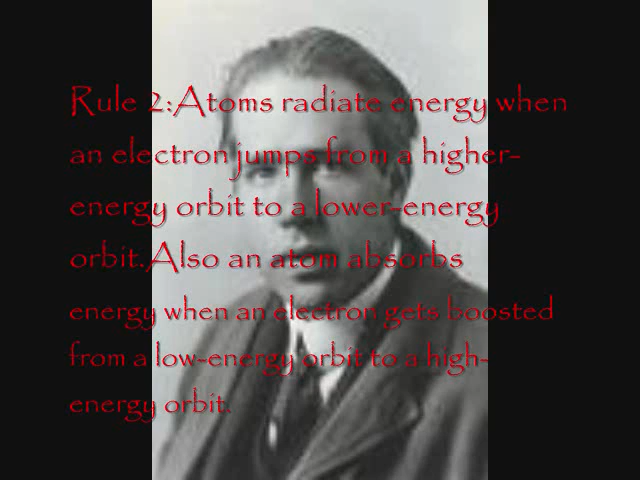 Rule 2:Atoms radiate energy when
an electron jumps from a higher-
energy orbit to a lower-energy
orbit.Also an atom absorbs
energy when an electron gets boosted
from a low-energy orbit to a high-
energy orbit.